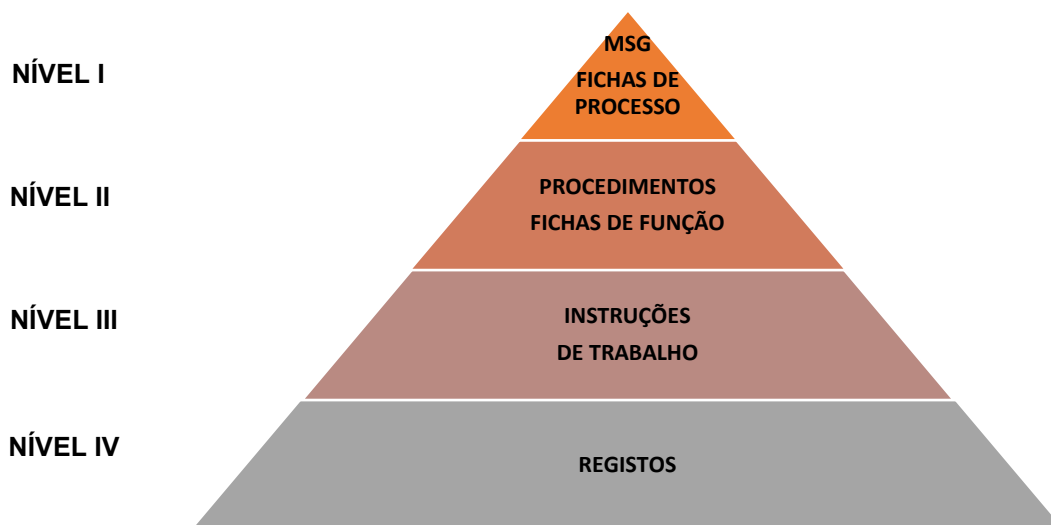 NÍVEL I
MSG
FICHAS DE
PROCESSO
NÍVEL II
PROCEDIMENTOS
FICHAS DE FUNÇÃO
NÍVEL III
INSTRUÇÕES
DE TRABALHO
NÍVEL IV
REGISTOS